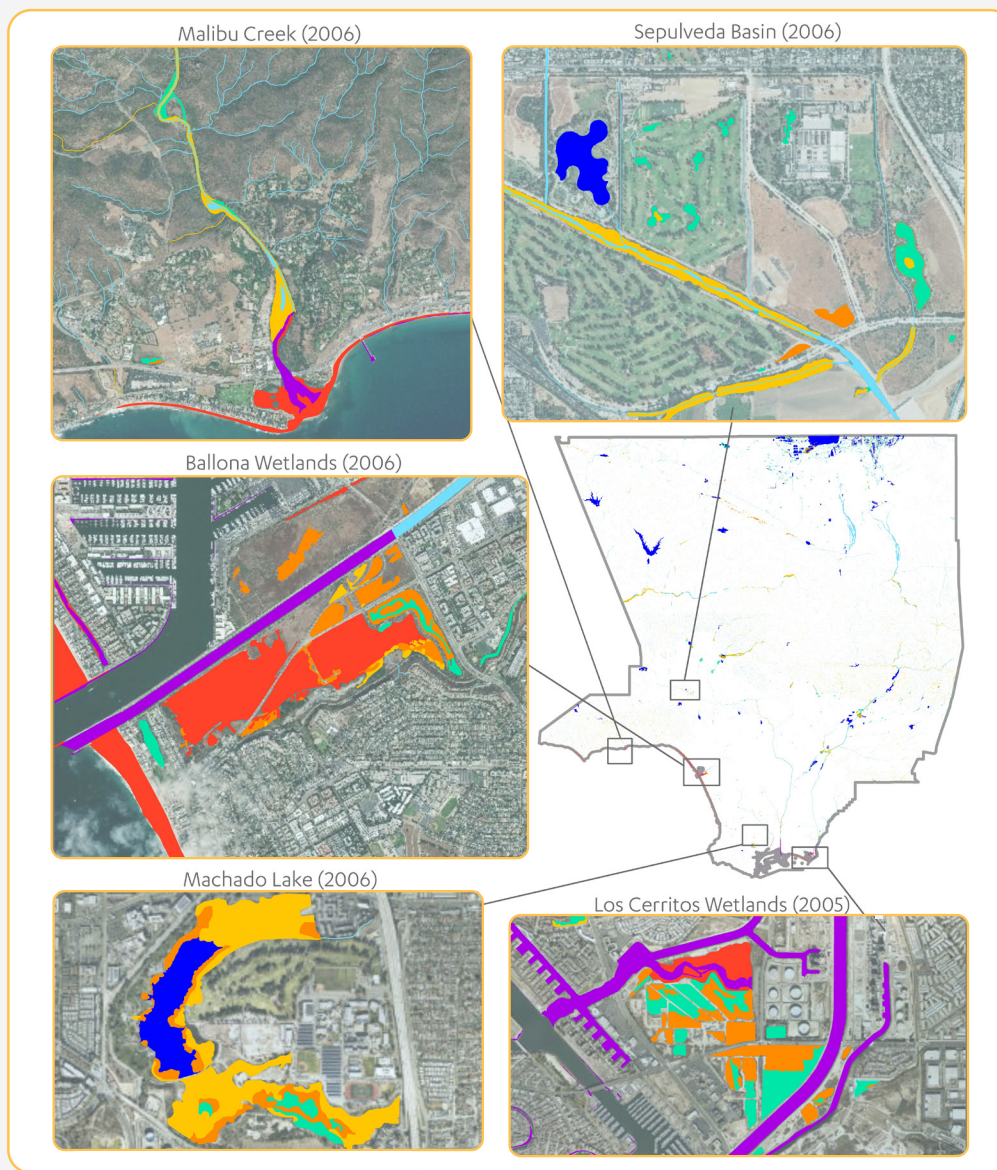 Malibu Creek (2006)
Sepulveda Basin (2006)
Ballona Wetlands (2006)
Machado Lake (2006)
Los Cerritos Wetlands (2005)